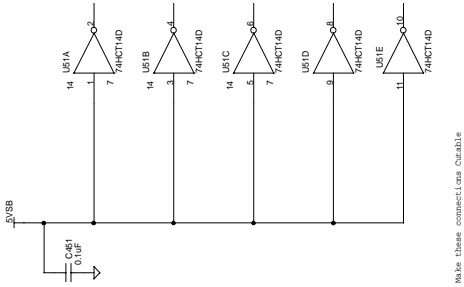 2
4
6
8
10
U51A
74HCT14D
U51B
74HCT14D
U51C
74HCT14D
U51D
74HCT14D
U51E
74HCT14D
14
1
7
14
3
7
14
5
7
9
11
5VSB
C451
0.1uF
Make these connections Cutable